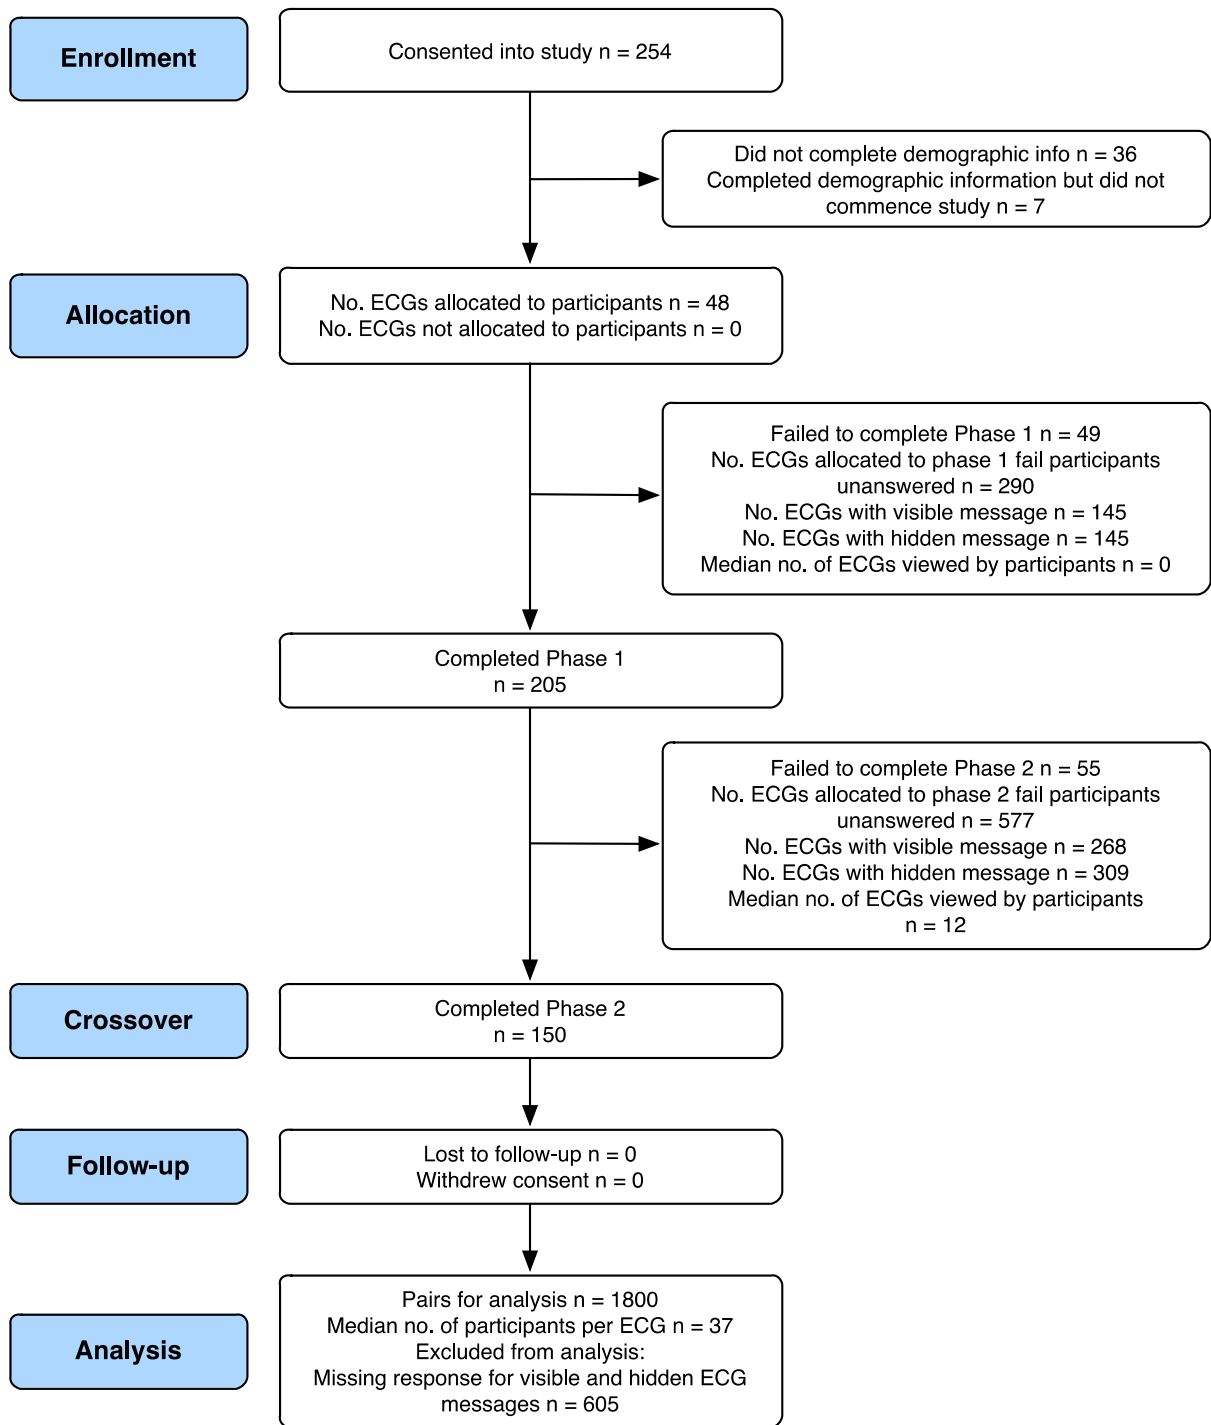 Enrollment
Consented into study n = 254
Did not complete demographic info n = 36
Completed demographic information but did not
commence study n = 7
Allocation
No. ECGs allocated to participants n = 48
No. ECGs not allocated to participants n = 0
Failed to complete Phase 1 n = 49
No. ECGs allocated to phase 1 fail participants
unanswered n = 290
No. ECGs with visible message n = 145
No. ECGs with hidden message n = 145
Median no. of ECGs viewed by participants n = 0
Completed Phase 1
n = 205
Failed to complete Phase 2 n = 55
No. ECGs allocated to phase 2 fail participants
unanswered n = 577
No. ECGs with visible message n = 268
No. ECGs with hidden message n = 309
Median no. of ECGs viewed by participants
n = 12
Crossover
Completed Phase 2
n = 150
Follow-up
Lost to follow-up n = 0
Withdrew consent n = 0
Analysis
Pairs for analysis n = 1800
Median no. of participants per ECG n = 37
Excluded from analysis:
Missing response for visible and hidden ECG
messages n = 605